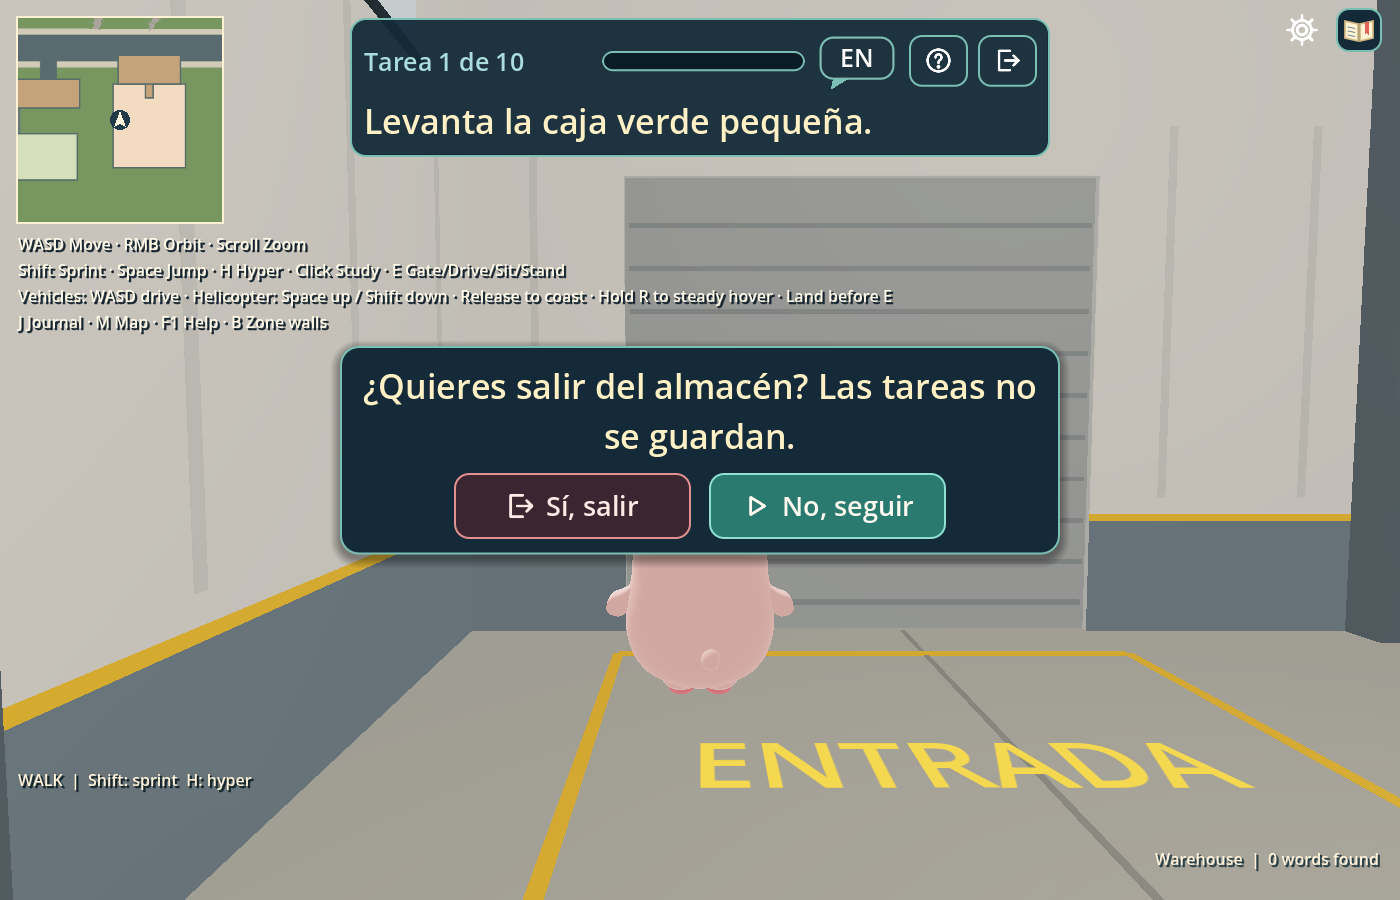 Tarea 1 de 10
EN
Levanta la caja verde pequeña.
WASD Move · RMB Orbit · Scroll Zoom
Shift Sprint · Space Jump · H Hyper · Click Study · E Gate/Drive/Sit/Stand
Vehicles: WASD drive · Helicopter: Space up / Shift down · Release to coast · Hold R to steady hover · Land before E
J Journal · M Map · F1 Help · B Zone walls
¿Quieres salir del almacén? Las tareas no
se guardan.
Sí, salir
No, seguir
ENTRADA
WALK | Shift: sprint H: hyper
Warehouse | 0 words found